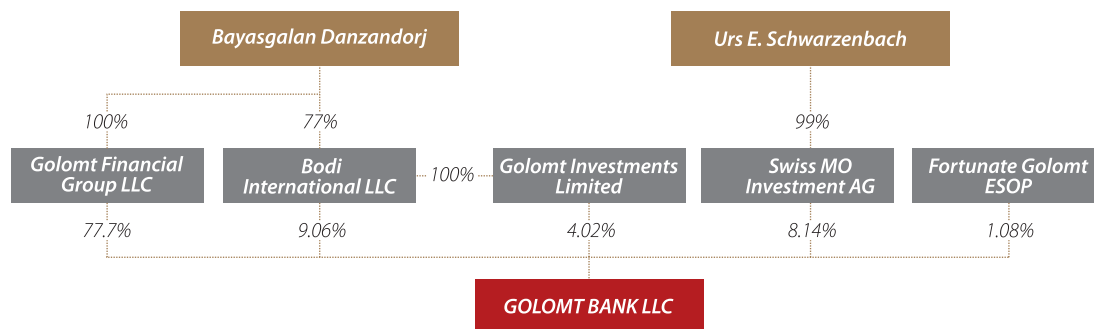 Bayasgalan Danzandorj
Urs E. Schwarzenbach
100%
77%
99%
Golomt Financial
Group LLC
Bodi
International LLC
100%
Golomt Investments
Limited
Swiss MO
Investment AG
Fortunate Golomt
ESOP
77.7%
9.06%
4.02%
8.14%
1.08%
GOLOMT BANK LLC